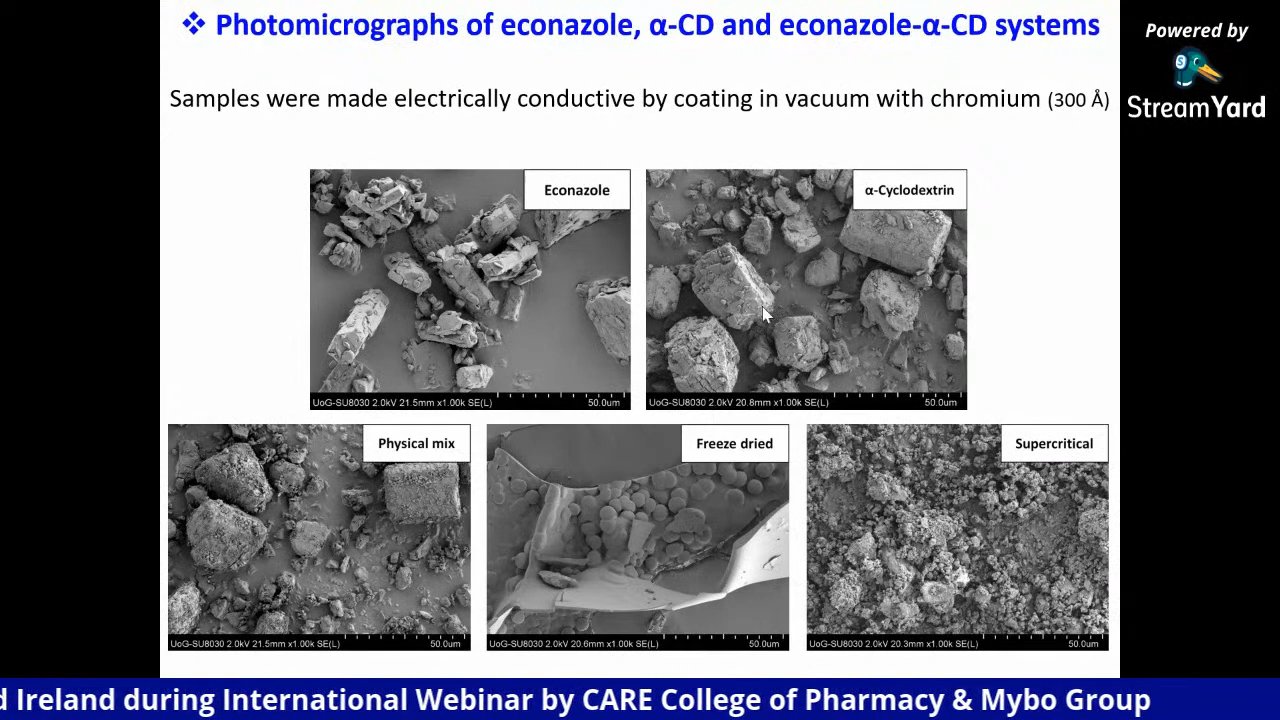 ❖ Photomicrographs of econazole, α-CD and econazole-α-CD systems
Powered by
S
StreamYard
Samples were made electrically conductive by coating in vacuum with chromium (300 Å)
Econazole
α-Cyclodextrin
UoG-SU8030 2.0kV 21.5mm x1.00k SE(L) 50.0um
UoG-SU8030 2.0kV 20.8mm x1.00k SE(L) 50.0um
Physical mix
Freeze dried
Supercritical
UoG-SU8030 2.0kV 21.5mm x1.00k SE(L) 50.0um
UoG-SU8030 2.0kV 20.6mm x1.00k SE(L) 50.0um
UoG-SU8030 2.0kV 20.3mm x1.00k SE(L) 50.0um
d Ireland during International Webinar by CARE College of Pharmacy & Mybo Group